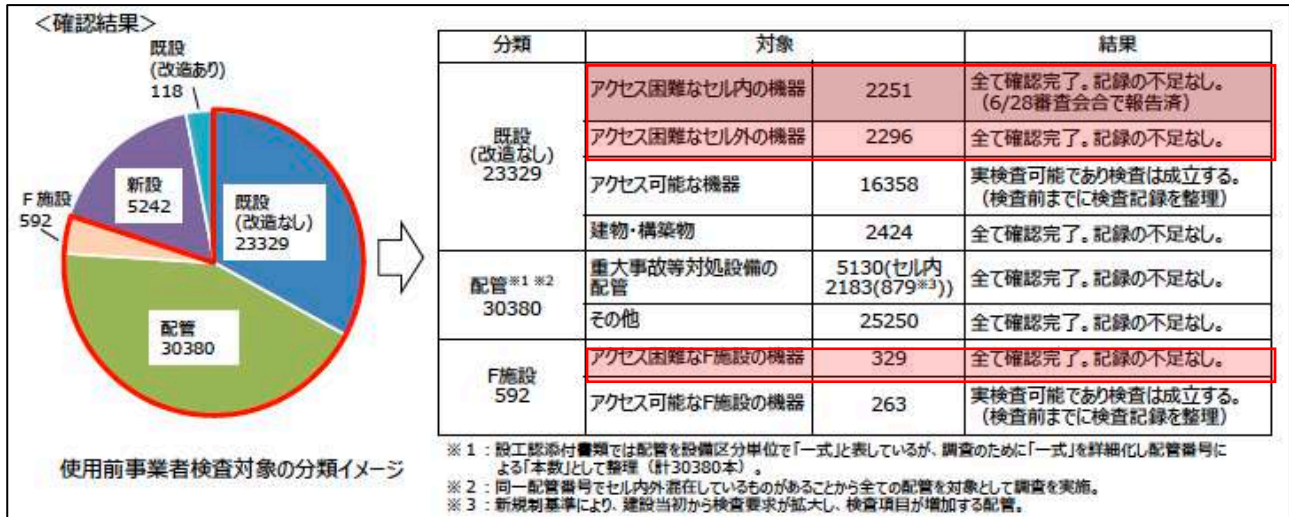 <確認結果>
既設
(改造あり)
118
新設
5242
F施設
592
既設
(改造なし)
23329
配管
30380
使用前事業者検査対象の分類イメージ
分類 対象 結果
既設
(改造なし)
23329
アクセス困難なセル内の機器 2251 全て確認完了。記録の不足なし。
(6/28審査会合で報告済)
アクセス困難なセル外の機器 2296 全て確認完了。記録の不足なし。
アクセス可能な機器 16358 実検査可能であり検査は成立する。
(検査前までに検査記録を整理)
建物・構築物 2424 全て確認完了。記録の不足なし。
配管※1 ※2
30380
重大事故等対処設備の
配管
5130(セル内
2183(879※3))
全て確認完了。記録の不足なし。
その他 25250 全て確認完了。記録の不足なし。
F施設
592
アクセス困難なF施設の機器 329 全て確認完了。記録の不足なし。
アクセス可能なF施設の機器 263 実検査可能であり検査は成立する。
(検査前までに検査記録を整理)
※1:設工認添付書類では配管を設備区分単位で「一式」と表しているが、調査のために「一式」を詳細化し配管番号に
よる「本数」として整理(計30380本)。
※2:同一配管番号でセル内外混在しているものがあることから全ての配管を対象として調査を実施。
※3:新規制基準により、建設当初から検査要求が拡大し、検査項目が増加する配管。